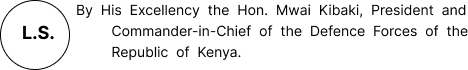 L.S.
By His Excellency the Hon. Mwai Kibaki, President and
Commander-in-Chief of the Defence Forces of the
Republic of Kenya.